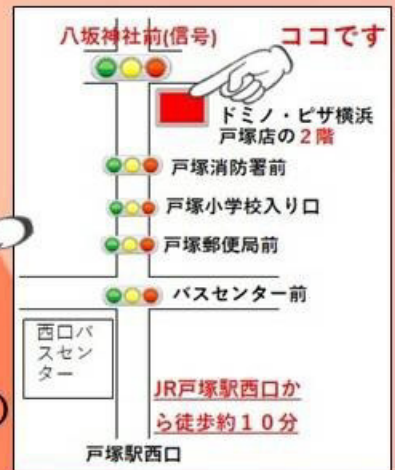 八坂神社前(信号)
ココです
ドミノ・ピザ横浜
戸塚店の２階
戸塚消防署前
戸塚小学校入り口
戸塚郵便局前
バスセンター前
西口バ
スセン
ター
JR戸塚駅西口か
ら徒歩約１０分
戸塚駅西口